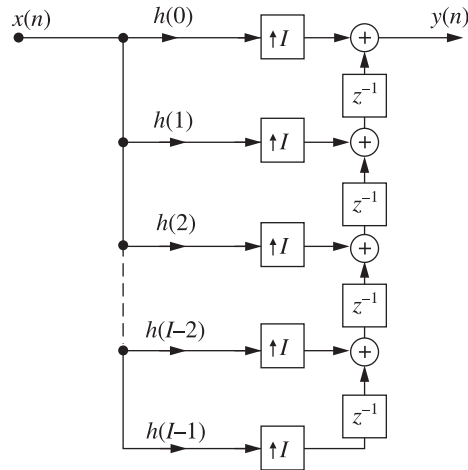 x(n) h(0) ↑I + y(n)
z⁻¹
h(1) ↑I +
z⁻¹
h(2) ↑I +
z⁻¹
h(I–2) ↑I +
z⁻¹
h(I–1) ↑I